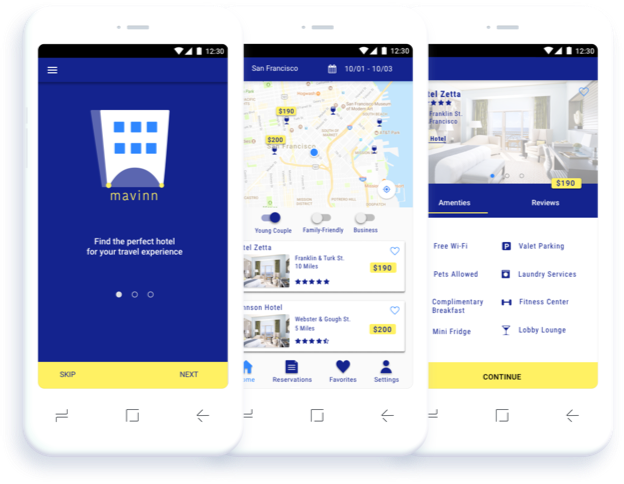 12:30
mavinn
Find the perfect hotel
for your travel experience
SKIP
NEXT
12:30
San Francisco
10/01 - 10/03
$190
$200
Francisco
Young Couple
Family-Friendly
Business
tel Zetta
Franklin & Turk St.
10 Miles
$190
hnson Hotel
Webster & Gough St.
5 Miles
$200
ome
Reservations
Favorites
Settings
12:30
tel Zetta
Franklin St.
Francisco
Hotel
$190
Amenties
Reviews
Free Wi-Fi
Valet Parking
Pets Allowed
Laundry Services
Complimentary
Breakfast
Fitness Center
Mini Fridge
Lobby Lounge
CONTINUE